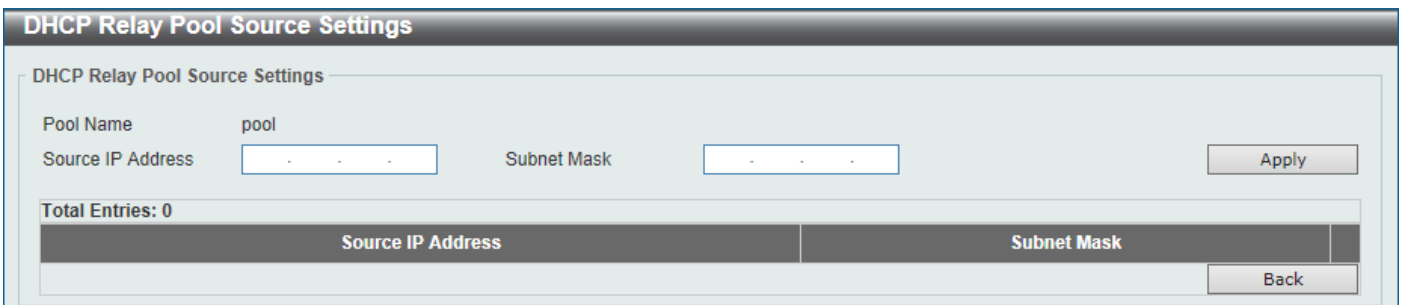 DHCP Relay Pool Source Settings
DHCP Relay Pool Source Settings
Pool Name pool
Source IP Address . . . Subnet Mask . . . Apply
Total Entries: 0
Source IP Address Subnet Mask
Back